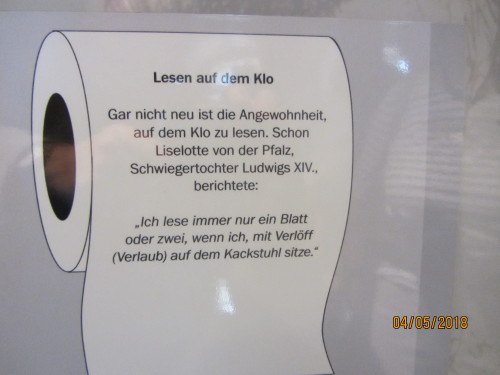 Lesen auf dem Klo
Gar nicht neu ist die Angewohnheit,
auf dem Klo zu lesen. Schon
Liselotte von der Pfalz,
Schwiegertochter Ludwigs XIV.,
berichtete:
„Ich lese immer nur ein Blatt
oder zwei, wenn ich, mit Verlöff
(Verlaub) auf dem Kackstuhl sitze.“
04/05/2018